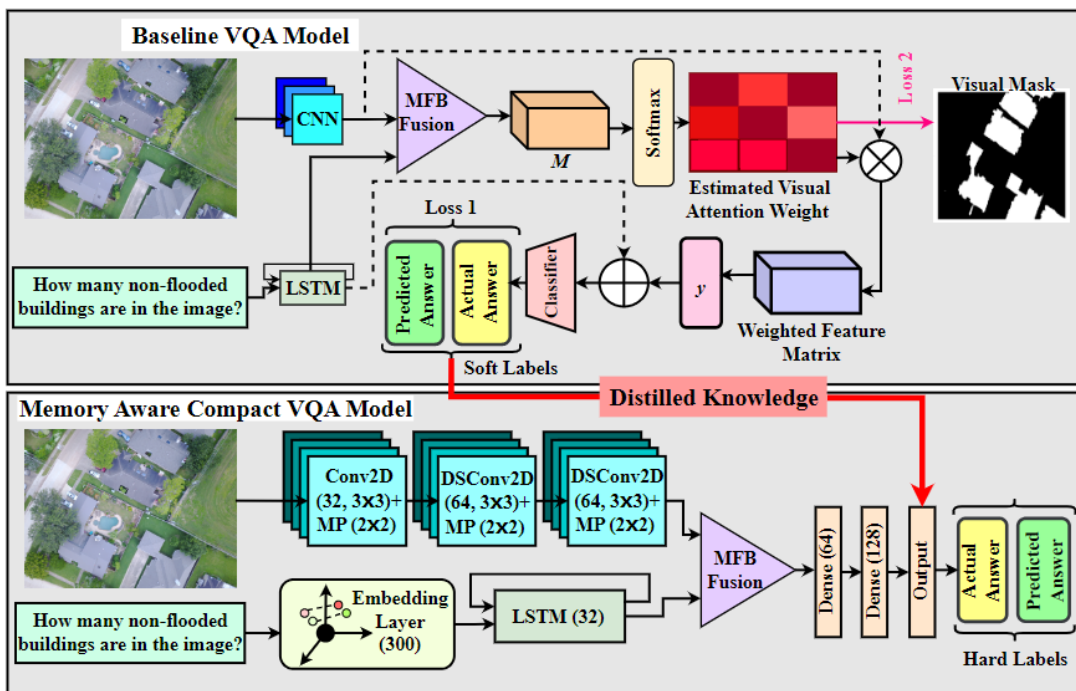 Baseline VQA Model
CNN
MFB
Fusion
M
Softmax
Estimated Visual
Attention Weight
Loss 2
Visual Mask
How many non-flooded
buildings are in the image?
LSTM
Loss 1
Predicted
Answer
Actual
Answer
Soft Labels
Classifier
y
Weighted Feature
Matrix
Distilled Knowledge
Memory Aware Compact VQA Model
Conv2D
(32, 3x3)+
MP (2x2)
DSConv2D
(64, 3x3)+
MP (2x2)
DSConv2D
(64, 3x3)+
MP (2x2)
MFB
Fusion
Dense (64)
Dense (128)
Output
Actual
Answer
Predicted
Answer
Hard Labels
How many non-flooded
buildings are in the image?
Embedding
Layer
(300)
LSTM (32)